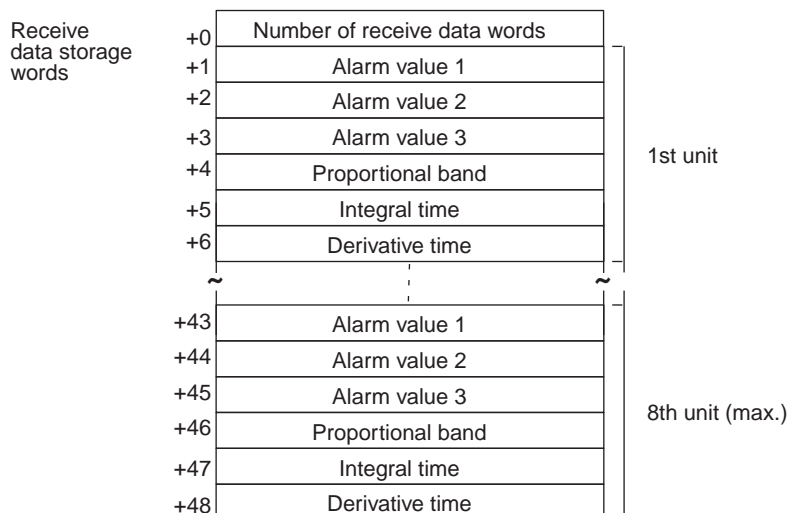 Receive
data storage
words
+0 Number of receive data words
+1 Alarm value 1
+2 Alarm value 2
+3 Alarm value 3
+4 Proportional band
+5 Integral time
+6 Derivative time
1st unit
~ ~
+43 Alarm value 1
+44 Alarm value 2
+45 Alarm value 3
+46 Proportional band
+47 Integral time
+48 Derivative time
8th unit (max.)